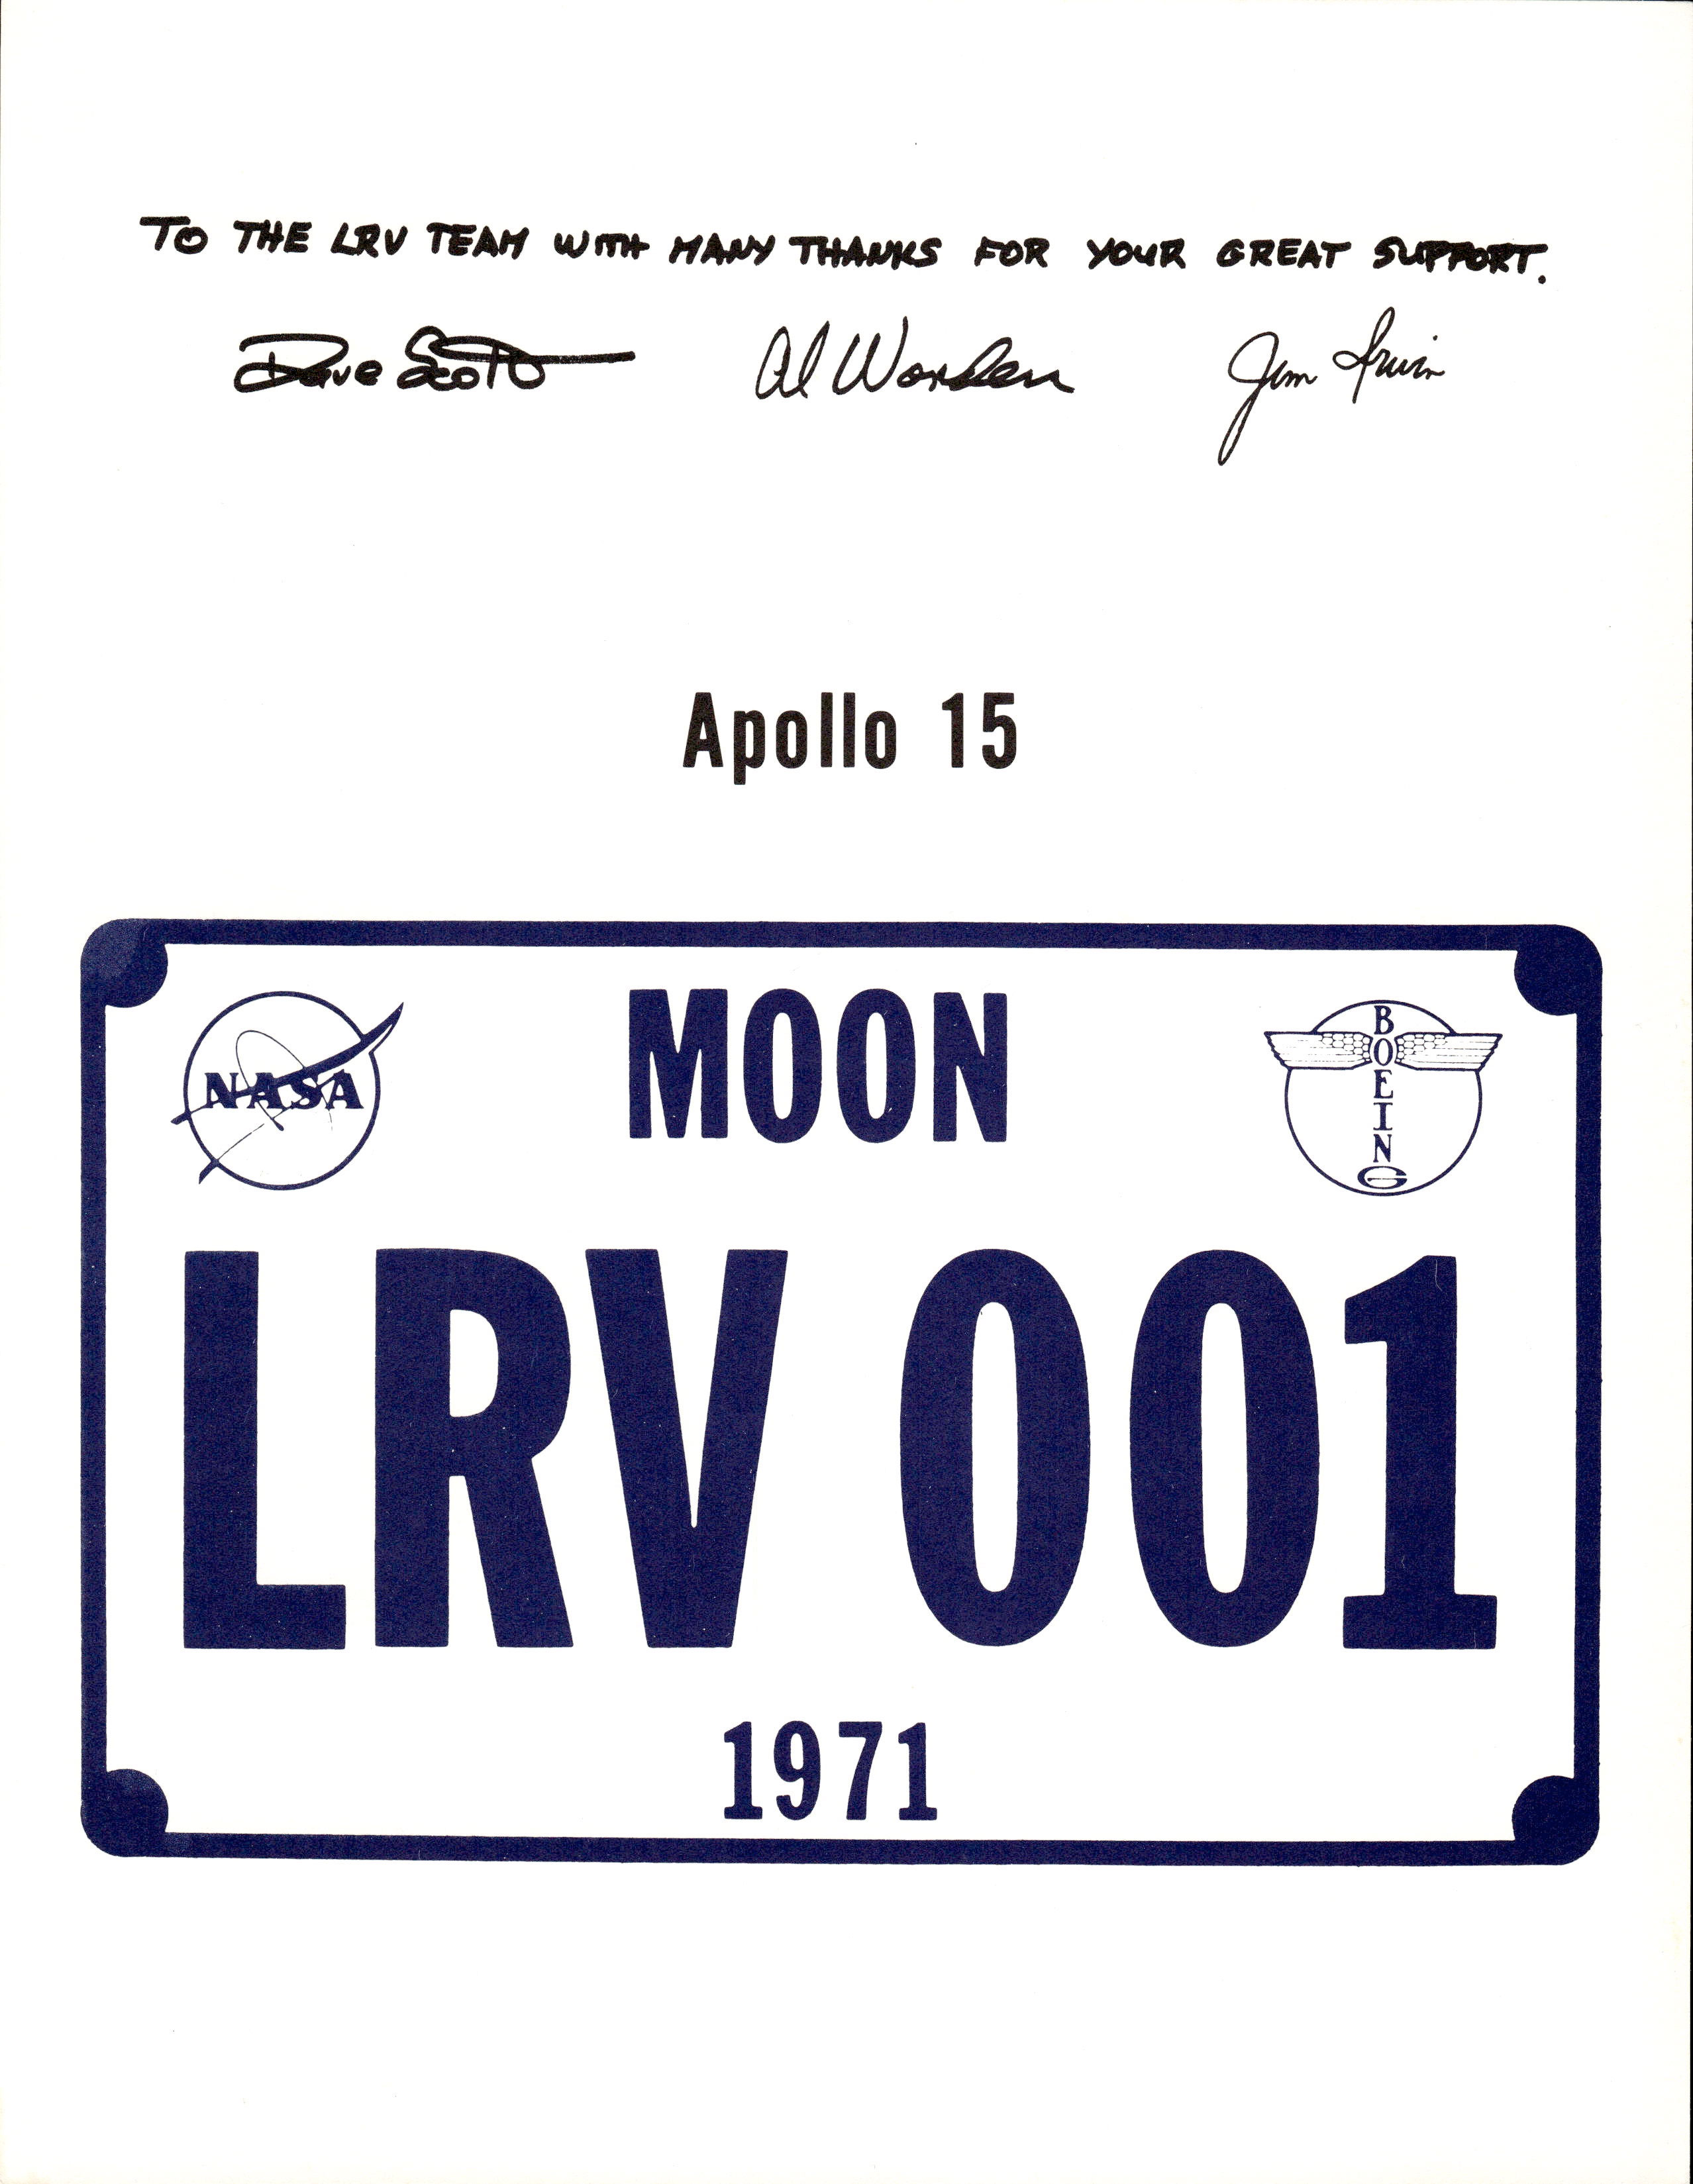 TO THE LRV TEAM WITH MANY THANKS FOR YOUR GREAT SUPPORT.
Dave Scott Al Worden Jim Irwin
Apollo 15
NASA MOON BOEING
LRV 001
1971